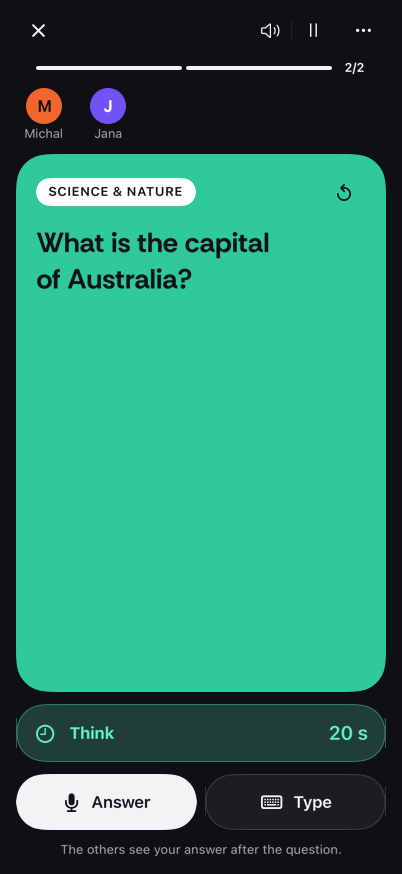 2/2
M
J
Michal
Jana
SCIENCE & NATURE
What is the capital
of Australia?
Think
20 s
Answer
Type
The others see your answer after the question.